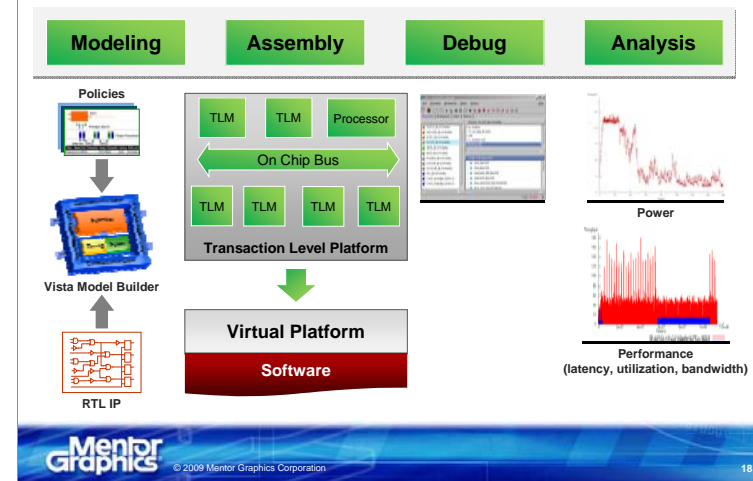 Modeling
Assembly
Debug
Analysis
Policies
Vista Model Builder
RTL IP
TLM
TLM
Processor
On Chip Bus
TLM
TLM
TLM
TLM
Transaction Level Platform
Virtual Platform
Software
Power
Performance
(latency, utilization, bandwidth)
Mentor
Graphics
© 2009 Mentor Graphics Corporation
18